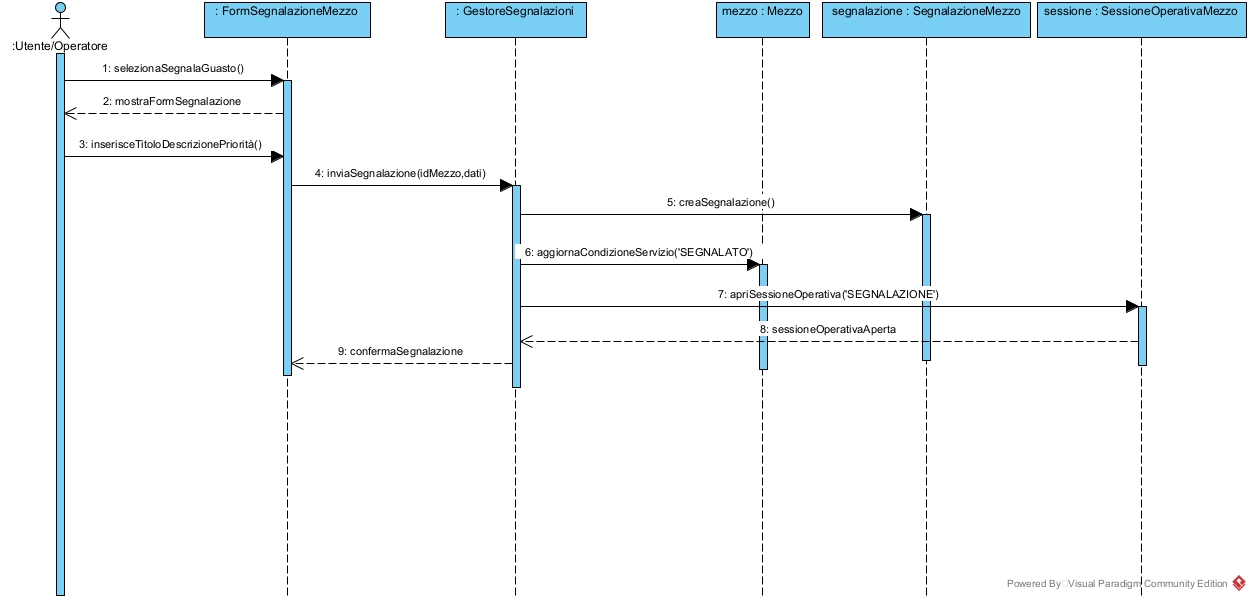 : FormSegnalazioneMezzo
: GestoreSegnalazioni
mezzo : Mezzo
segnalazione : SegnalazioneMezzo
sessione : SessioneOperativaMezzo
:Utente/Operatore
1: selezionaSegnalaGuasto()
2: mostraFormSegnalazione
3: inserisceTitoloDescrizionePriorità()
4: inviaSegnalazione(idMezzo,dati)
5: creaSegnalazione()
6: aggiornaCondizioneServizio('SEGNALATO')
7: apriSessioneOperativa('SEGNALAZIONE')
8: sessioneOperativaAperta
9: confermaSegnalazione
Powered By Visual Paradigm Community Edition